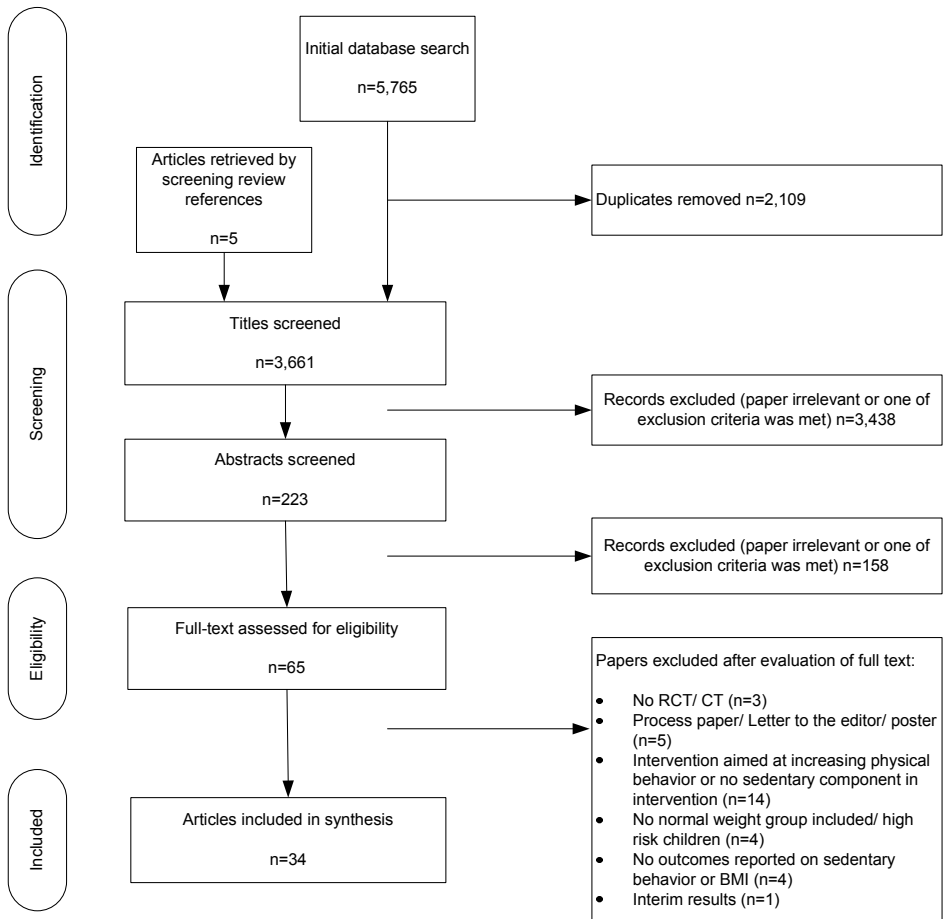 Identification
Initial database search
n=5,765
Articles retrieved by
screening review
references
n=5
Duplicates removed n=2,109
Screening
Titles screened
n=3,661
Records excluded (paper irrelevant or one of
exclusion criteria was met) n=3,438
Abstracts screened
n=223
Records excluded (paper irrelevant or one of
exclusion criteria was met) n=158
Eligibility
Full-text assessed for eligibility
n=65
Papers excluded after evaluation of full text:
• No RCT/ CT (n=3)
• Process paper/ Letter to the editor/ poster
(n=5)
• Intervention aimed at increasing physical
behavior or no sedentary component in
intervention (n=14)
• No normal weight group included/ high
risk children (n=4)
• No outcomes reported on sedentary
behavior or BMI (n=4)
• Interim results (n=1)
Included
Articles included in synthesis
n=34